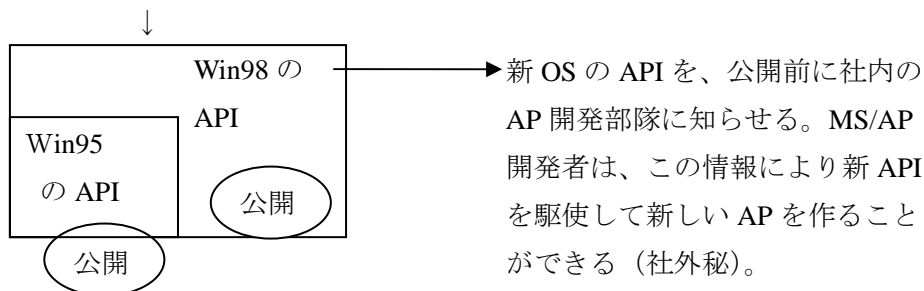 ↓
Win98 の
API
Win95
の API
公開
公開
新 OS の API を、公開前に社内の
AP 開発部隊に知らせる。MS/AP
開発者は、この情報により新 API
を駆使して新しい AP を作ること
ができる（社外秘）。